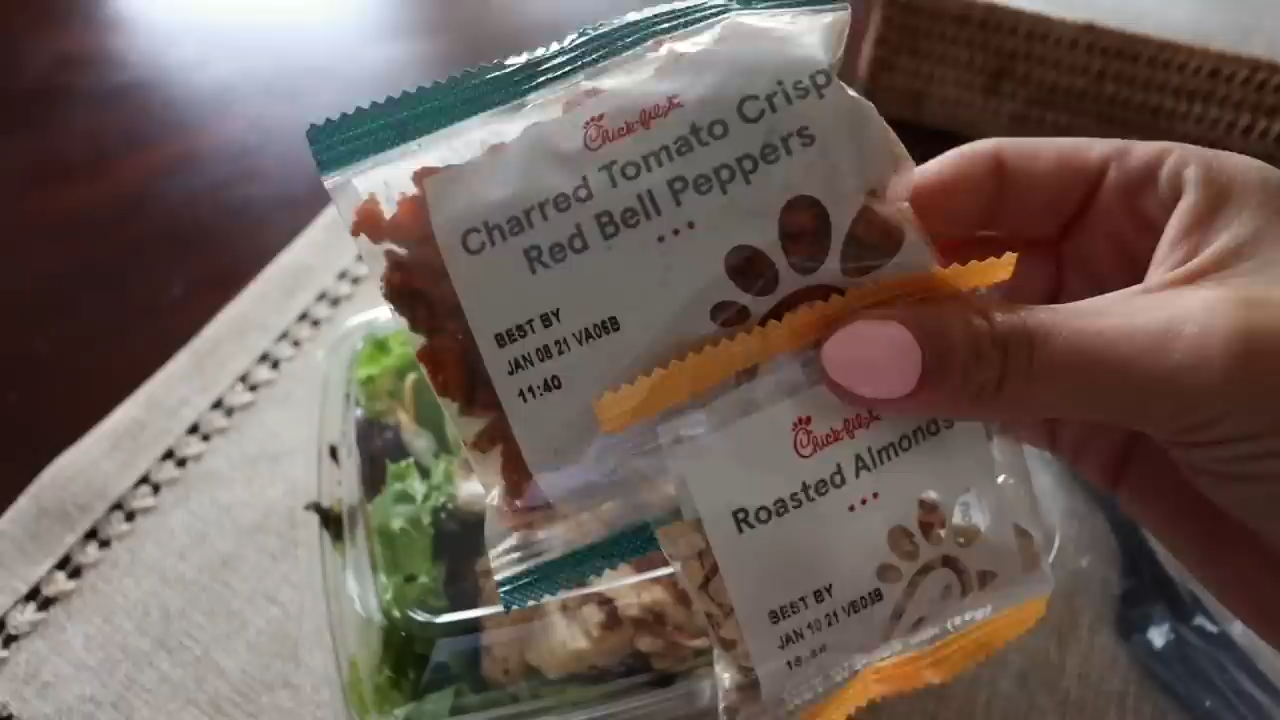 Chick-fil-A
Charred Tomato Crisp
Red Bell Peppers
BEST BY
JAN 08 21 VA06B
11:40
Chick-fil-A
Roasted Almonds
BEST BY
JAN 10 21 VB03B